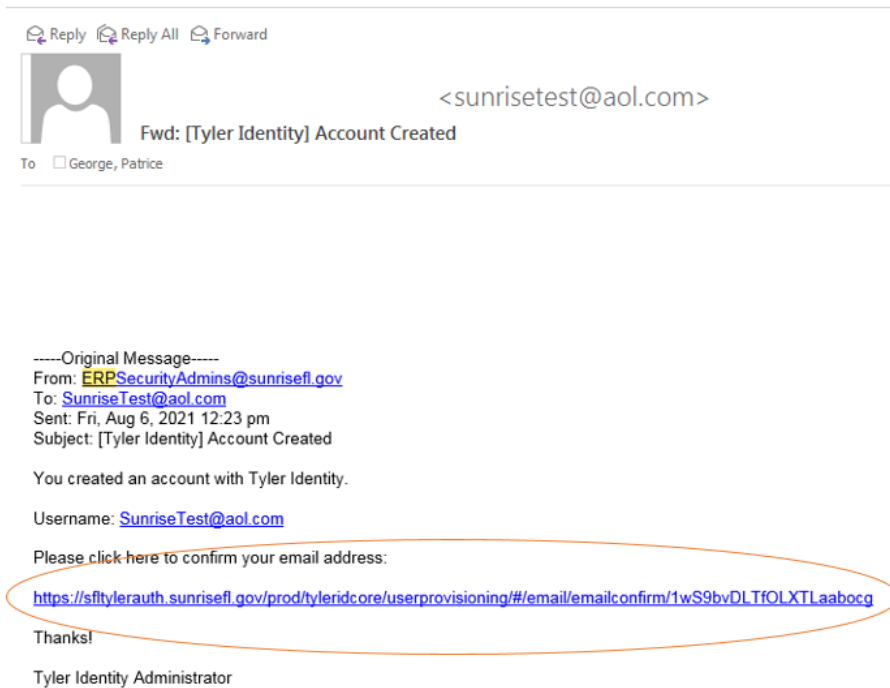 Reply Reply All Forward
<sunrisetest@aol.com>
Fwd: [Tyler Identity] Account Created
To George, Patrice
-----Original Message-----
From: ERPSecurityAdmins@sunrisefl.gov
To: SunriseTest@aol.com
Sent: Fri, Aug 6, 2021 12:23 pm
Subject: [Tyler Identity] Account Created
You created an account with Tyler Identity.
Username: SunriseTest@aol.com
Please click here to confirm your email address:
https://sfltylerauth.sunrisefl.gov/prod/tyleridcore/userprovisioning/#/email/emailconfirm/1wS9bvDLTfOLXTLaabocg
Thanks!
Tyler Identity Administrator